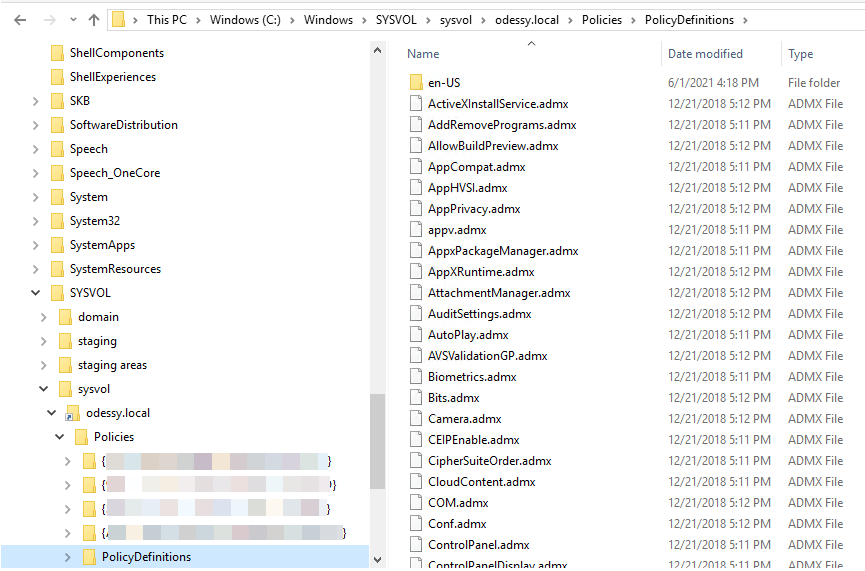 This PC > Windows (C:) > Windows > SYSVOL > sysvol > odessy.local > Policies > PolicyDefinitions >
ShellComponents
ShellExperiences
SKB
SoftwareDistribution
Speech
Speech_OneCore
System
System32
SystemApps
SystemResources
SYSVOL
domain
staging
staging areas
sysvol
odessy.local
Policies
PolicyDefinitions
Name Date modified Type
en-US 6/1/2021 4:18 PM File folder
ActiveXInstallService.admx 12/21/2018 5:12 PM ADMX File
AddRemovePrograms.admx 12/21/2018 5:11 PM ADMX File
AllowBuildPreview.admx 12/21/2018 5:12 PM ADMX File
AppCompat.admx 12/21/2018 5:11 PM ADMX File
AppHVSI.admx 12/21/2018 5:12 PM ADMX File
AppPrivacy.admx 12/21/2018 5:12 PM ADMX File
appv.admx 12/21/2018 5:11 PM ADMX File
AppxPackageManager.admx 12/21/2018 5:11 PM ADMX File
AppXRuntime.admx 12/21/2018 5:12 PM ADMX File
AttachmentManager.admx 12/21/2018 5:12 PM ADMX File
AuditSettings.admx 12/21/2018 5:12 PM ADMX File
AutoPlay.admx 12/21/2018 5:11 PM ADMX File
AVSValidationGP.admx 12/21/2018 5:12 PM ADMX File
Biometrics.admx 12/21/2018 5:11 PM ADMX File
Bits.admx 12/21/2018 5:12 PM ADMX File
Camera.admx 12/21/2018 5:12 PM ADMX File
CEIPEnable.admx 12/21/2018 5:11 PM ADMX File
CipherSuiteOrder.admx 12/21/2018 5:11 PM ADMX File
CloudContent.admx 12/21/2018 5:12 PM ADMX File
COM.admx 12/21/2018 5:12 PM ADMX File
Conf.admx 12/21/2018 5:12 PM ADMX File
ControlPanel.admx 12/21/2018 5:11 PM ADMX File
ControlPanelDisplay.admx 12/21/2018 5:11 PM ADMX File